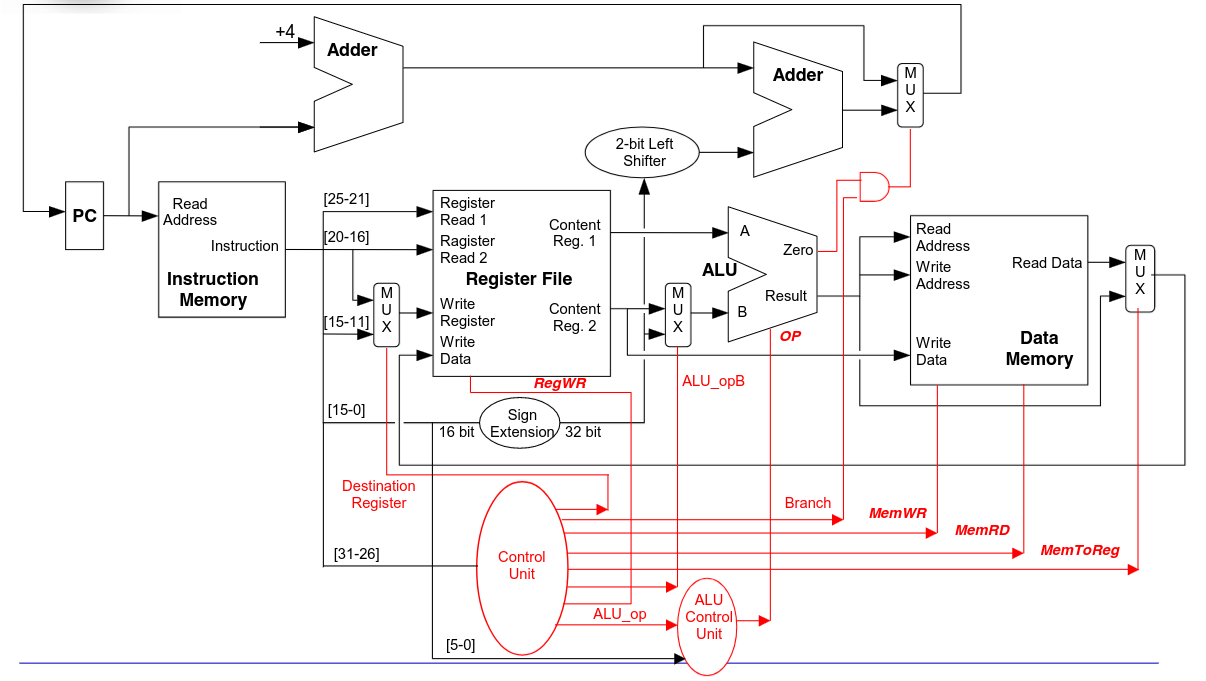 +4
Adder
Adder
M
U
X
2-bit Left
Shifter
PC
Read
Address
Instruction
Instruction
Memory
[25-21]
[20-16]
[15-11]
M
U
X
Register
Read 1
Ragister
Read 2
Register File
Write
Register
Write
Data
Content
Reg. 1
Content
Reg. 2
M
U
X
A
Zero
ALU
Result
B
OP
Read
Address
Write
Address
Read Data
Write
Data
Data
Memory
M
U
X
RegWR
ALU_opB
[15-0]
16 bit
Sign
Extension
32 bit
Destination
Register
Branch
MemWR
MemRD
MemToReg
[31-26]
Control
Unit
ALU_op
ALU
Control
Unit
[5-0]